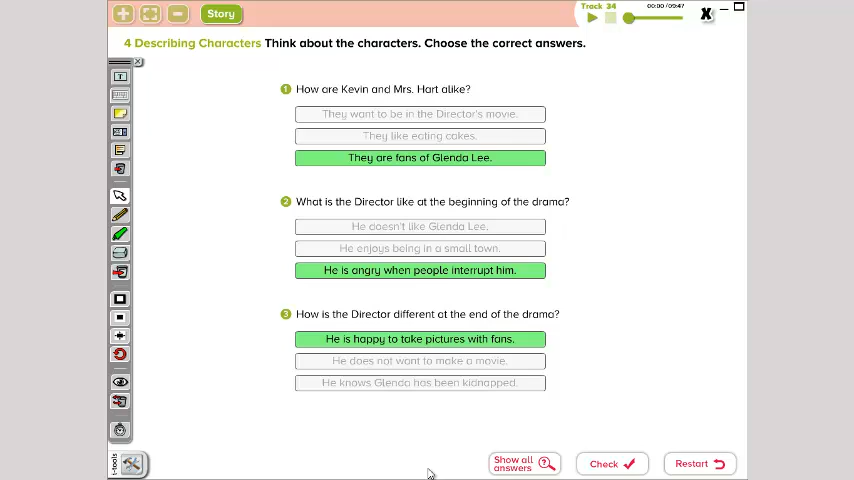 Story
Track 34
00:00 / 09:47
X
4 Describing Characters Think about the characters. Choose the correct answers.
1 How are Kevin and Mrs. Hart alike?
They want to be in the Director's movie.
They like eating cakes.
They are fans of Glenda Lee.
2 What is the Director like at the beginning of the drama?
He doesn't like Glenda Lee.
He enjoys being in a small town.
He is angry when people interrupt him.
3 How is the Director different at the end of the drama?
He is happy to take pictures with fans.
He does not want to make a movie.
He knows Glenda has been kidnapped.
t-tools
Show all
answers
Check
Restart